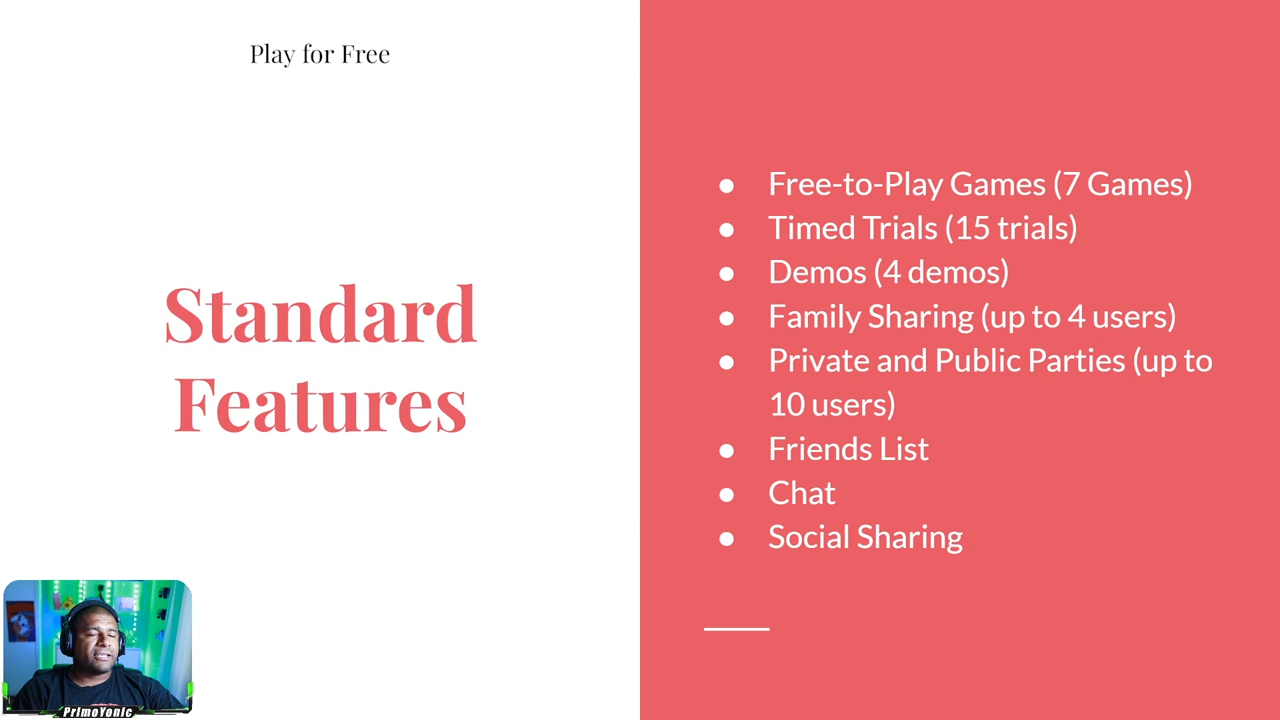 Play for Free
Standard
Features
● Free-to-Play Games (7 Games)
● Timed Trials (15 trials)
● Demos (4 demos)
● Family Sharing (up to 4 users)
● Private and Public Parties (up to
10 users)
● Friends List
● Chat
● Social Sharing
PrimoYonic